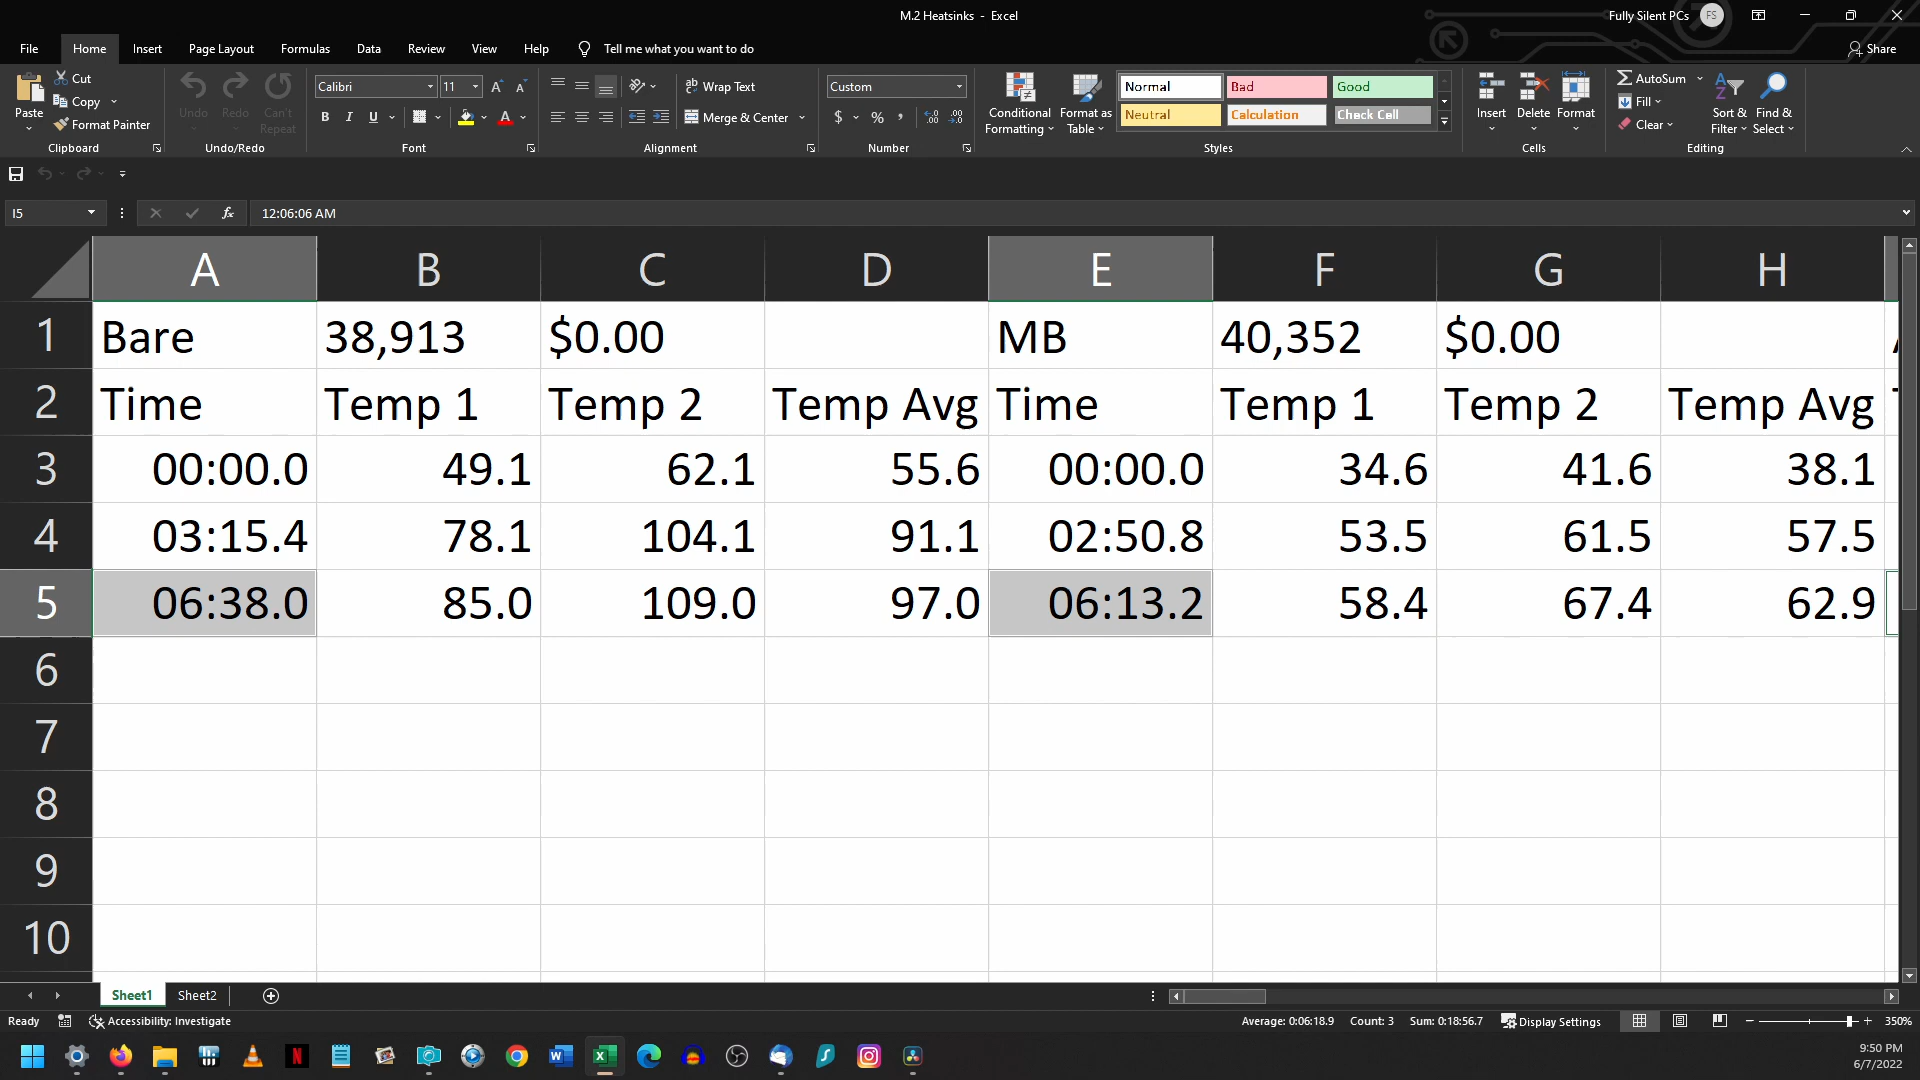 M.2 Heatsinks - Excel
Fully Silent PCs FS
File Home Insert Page Layout Formulas Data Review View Help Tell me what you want to do Share
Paste
Cut
Copy
Format Painter
Clipboard
Undo Redo Can't Repeat
Undo/Redo
Calibri 11
B I U
Font
Wrap Text
Merge & Center
Alignment
Custom
$ %
Number
Conditional Formatting
Format as Table
Normal Bad Good
Neutral Calculation Check Cell
Styles
Insert Delete Format
Cells
AutoSum
Fill
Clear
Sort & Filter
Find & Select
Editing
I5 fx 12:06:06 AM
A B C D E F G H
1 Bare 38,913 $0.00 MB 40,352 $0.00
2 Time Temp 1 Temp 2 Temp Avg Time Temp 1 Temp 2 Temp Avg
3 00:00.0 49.1 62.1 55.6 00:00.0 34.6 41.6 38.1
4 03:15.4 78.1 104.1 91.1 02:50.8 53.5 61.5 57.5
5 06:38.0 85.0 109.0 97.0 06:13.2 58.4 67.4 62.9
6
7
8
9
10
Sheet1 Sheet2
Ready Accessibility: Investigate Average: 0:06:18.9 Count: 3 Sum: 0:18:56.7 Display Settings 350%
9:50 PM
6/7/2022